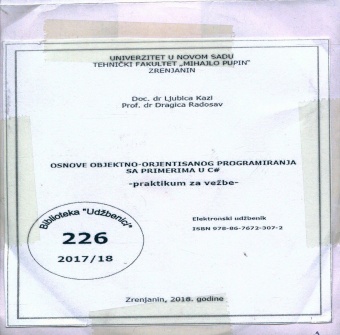 UNIVERZITET U NOVOM SADU
TEHNIČKI FAKULTET „MIHAJLO PUPIN"
ZRENJANIN
Doc. dr Ljubica Kazi
Prof. dr Dragica Radosav
OSNOVE OBJEKTNO-ORJENTISANOG PROGRAMIRANJA
SA PRIMERIMA U C#
-praktikum za vežbe-
Biblioteka "Udžbenici"
226
2017/18
Elektronski udžbenik
ISBN 978-86-7672-307-2
Zrenjanin, 2018. godine